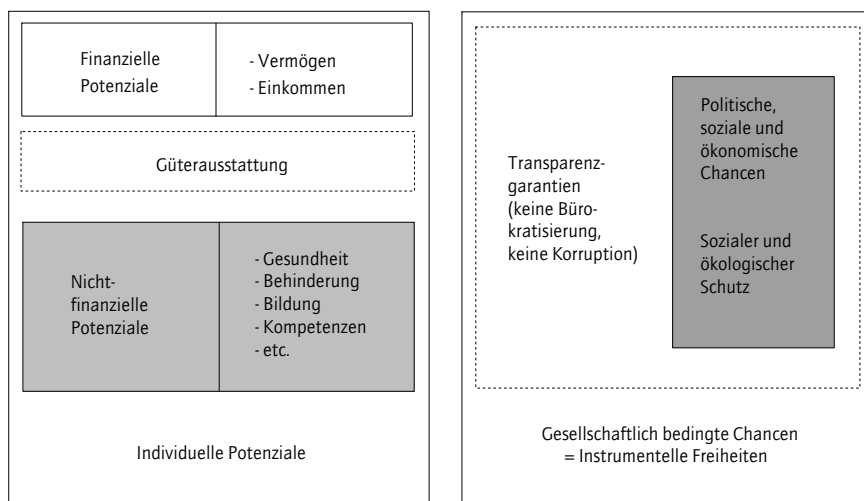 Finanzielle
Potenziale
- Vermögen
- Einkommen
Güterausstattung
Nicht-
finanzielle
Potenziale
- Gesundheit
- Behinderung
- Bildung
- Kompetenzen
- etc.
Individuelle Potenziale
Transparenz-
garantien
(keine Büro-
kratisierung,
keine Korruption)
Politische,
soziale und
ökonomische
Chancen
Sozialer und
ökologischer
Schutz
Gesellschaftlich bedingte Chancen
= Instrumentelle Freiheiten